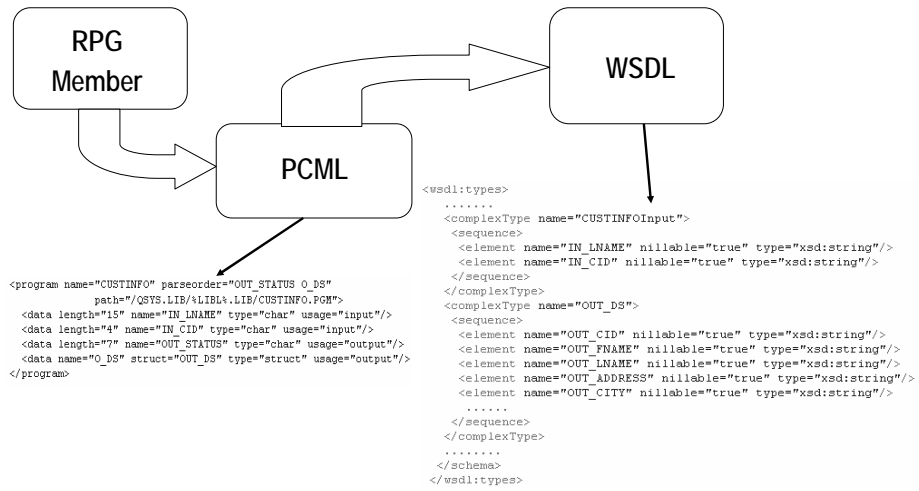 RPG
Member
PCML
WSDL
<program name="CUSTINFO" parseorder="OUT_STATUS O_DS"
path="/QSYS.LIB/%LIBL%.LIB/CUSTINFO.PGM">
<data length="15" name="IN_LNAME" type="char" usage="input"/>
<data length="4" name="IN_CID" type="char" usage="input"/>
<data length="7" name="OUT_STATUS" type="char" usage="output"/>
<data name="O_DS" struct="OUT_DS" type="struct" usage="output"/>
</program>
<wsdl:types>
.......
<complexType name="CUSTINFOInput">
<sequence>
<element name="IN_LNAME" nillable="true" type="xsd:string"/>
<element name="IN_CID" nillable="true" type="xsd:string"/>
</sequence>
</complexType>
<complexType name="OUT_DS">
<sequence>
<element name="OUT_CID" nillable="true" type="xsd:string"/>
<element name="OUT_FNAME" nillable="true" type="xsd:string"/>
<element name="OUT_LNAME" nillable="true" type="xsd:string"/>
<element name="OUT_ADDRESS" nillable="true" type="xsd:string"/>
<element name="OUT_CITY" nillable="true" type="xsd:string"/>
......
</sequence>
</complexType>
........
</schema>
</wsdl:types>